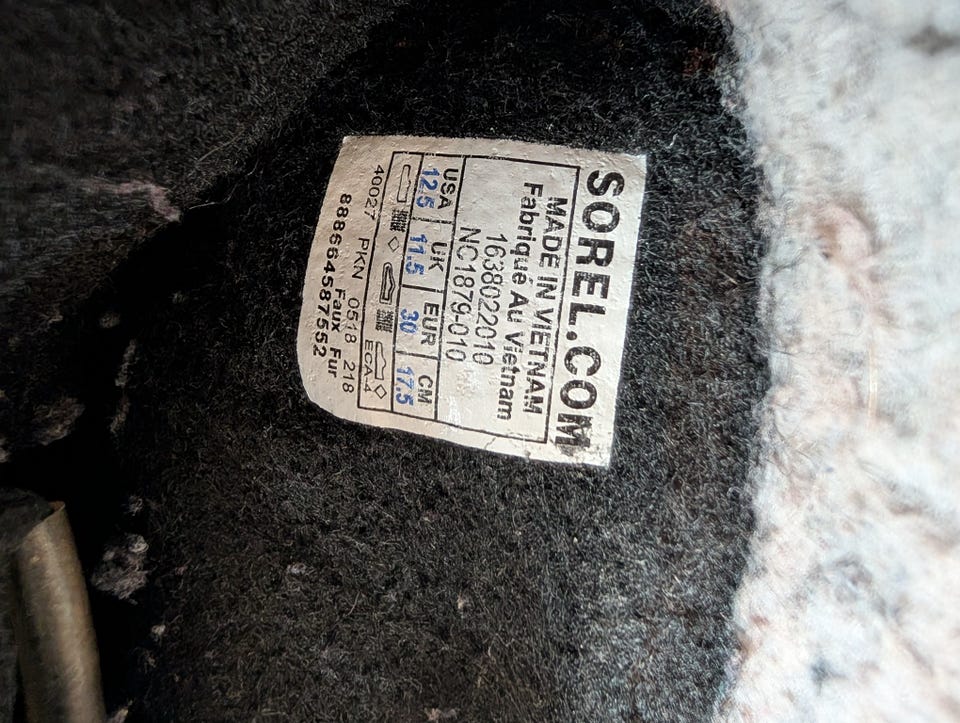 SOREL.COM
MADE IN VIETNAM
Fabriqué Au Vietnam
1638022010
NC1879-010
USA UK EUR CM
12.5 11.5 30 17.5
ECA-4
40027 PKN 0518 218
Faux Fur
888664587552